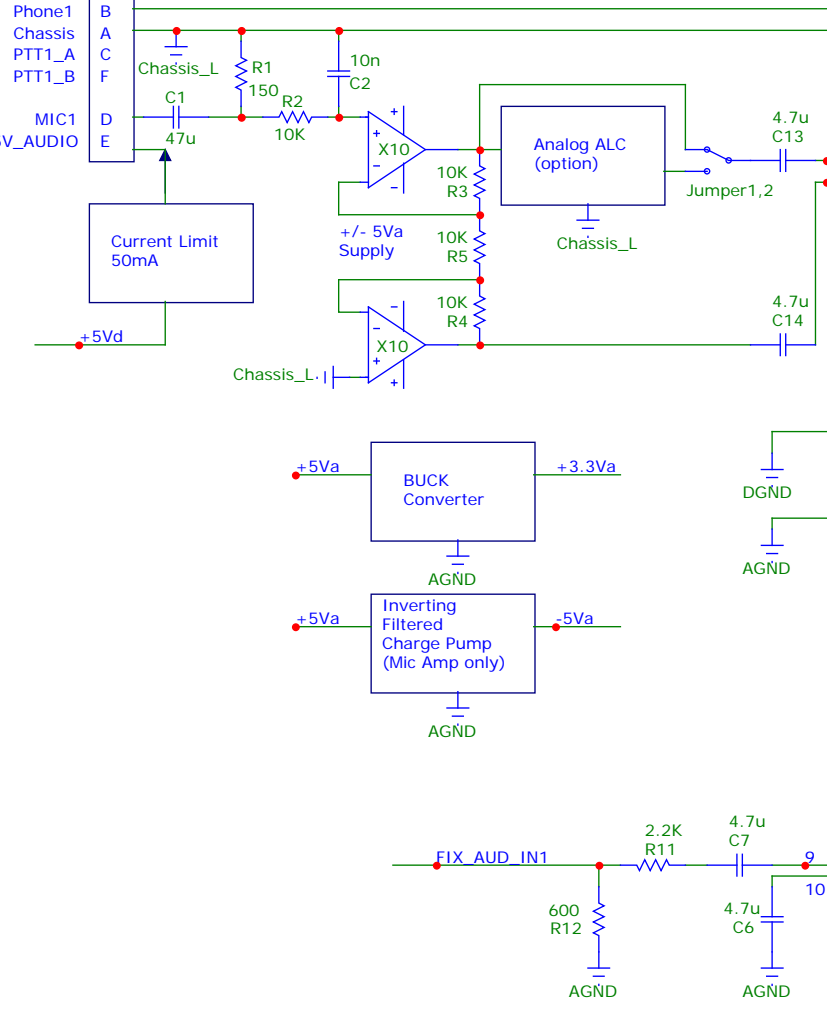 Phone1 B
Chassis A
PTT1_A C
PTT1_B F
MIC1 D
V_AUDIO E
Chassis_L
R1
150
10n
C2
C1
47u
R2
10K
X10
+
+
−
−
10K
R3
Analog ALC
(option)
Chassis_L
4.7u
C13
Jumper1,2
Current Limit
50mA
+/- 5Va
Supply
10K
R5
10K
R4
−
−
X10
+
+
Chassis_L
4.7u
C14
+5Vd
+5Va
BUCK
Converter
+3.3Va
AGND
DGND
AGND
+5Va
Inverting
Filtered
Charge Pump
(Mic Amp only)
-5Va
AGND
FIX_AUD_IN1
2.2K
R11
4.7u
C7
9
10
600
R12
4.7u
C6
AGND
AGND